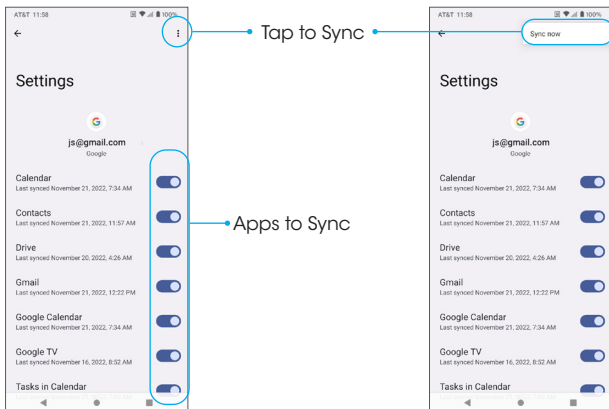 AT&T 11:58
100%
Settings
G
js@gmail.com
Google
Calendar
Last synced November 21, 2022, 7:34 AM
Contacts
Last synced November 21, 2022, 11:57 AM
Drive
Last synced November 20, 2022, 4:26 AM
Gmail
Last synced November 21, 2022, 12:22 PM
Google Calendar
Last synced November 21, 2022, 7:34 AM
Google TV
Last synced November 16, 2022, 8:52 AM
Tasks in Calendar
Tap to Sync
Apps to Sync
AT&T 11:58
100%
Sync now
Settings
G
js@gmail.com
Google
Calendar
Last synced November 21, 2022, 7:34 AM
Contacts
Last synced November 21, 2022, 11:57 AM
Drive
Last synced November 20, 2022, 4:26 AM
Gmail
Last synced November 21, 2022, 12:22 PM
Google Calendar
Last synced November 21, 2022, 7:34 AM
Google TV
Last synced November 16, 2022, 8:52 AM
Tasks in Calendar